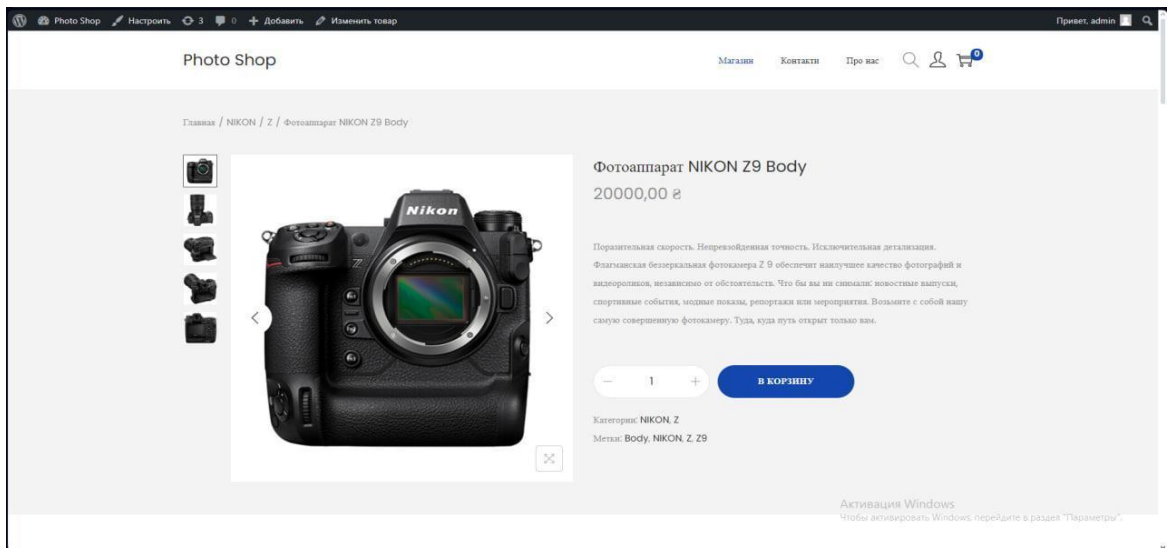 Photo Shop Настроить 3 0 Добавить Изменить товар Привет, admin
Photo Shop Магазин Контакти Про нас 0
Главная / NIKON / Z / Фотоаппарат NIKON Z9 Body
Фотоаппарат NIKON Z9 Body
20000,00 ₴
Nikon
Z
Поразительная скорость. Непревзойденная точность. Исключительная детализация.
Флагманская беззеркальная фотокамера Z 9 обеспечит наилучшее качество фотографий и
видеороликов, независимо от обстоятельств. Что бы вы ни снимали: новостные выпуски,
спортивные события, модные показы, репортажи или мероприятия. Возьмите с собой нашу
самую совершенную фотокамеру. Туда, куда путь открыт только вам.
− 1 + В КОРЗИНУ
Категории: NIKON, Z
Метки: Body, NIKON, Z, Z9
Активация Windows
Чтобы активировать Windows, перейдите в раздел "Параметры".